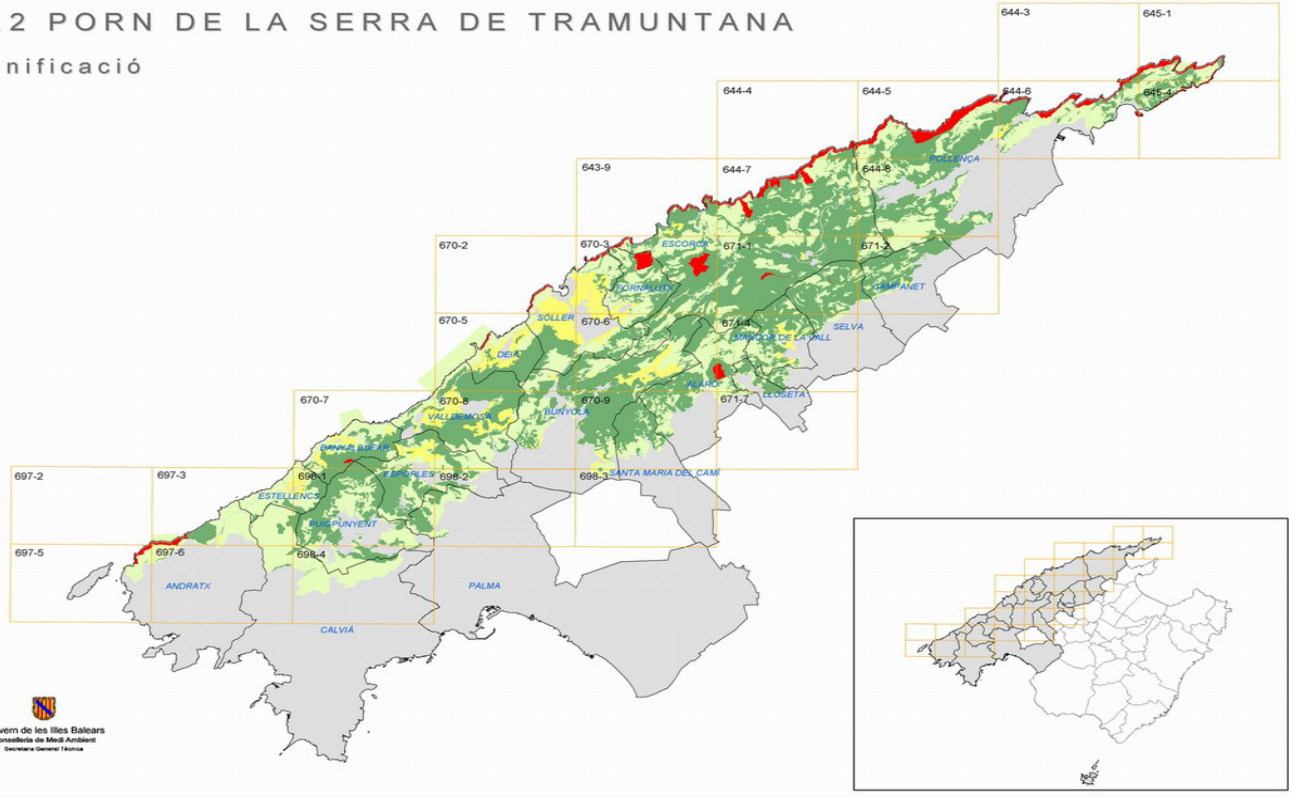 .2 PORN DE LA SERRA DE TRAMUNTANA
nificació
644-3
645-1
644-4
644-5
644-6
645-4
POLLENÇA
643-9
644-7
644-8
670-2
670-3
ESCORCA
671-1
671-2
FORNALUTX
CAMPANET
670-5
SÓLLER
670-6
671-4
SELVA
MANCOR DE LA VALL
DEIÀ
ALARÓ
LLOSETA
670-7
670-8
670-9
671-7
VALLDEMOSA
BUNYOLA
BANYALBUFAR
697-2
697-3
698-1
ESPORLES
698-2
698-3
SANTA MARIA DEL CAMÍ
ESTELLENCS
PUIGPUNYENT
697-5
697-6
698-4
ANDRATX
PALMA
CALVIÀ
vern de les Illes Balears
onselleria de Medi Ambient
Secretaria General Tècnica